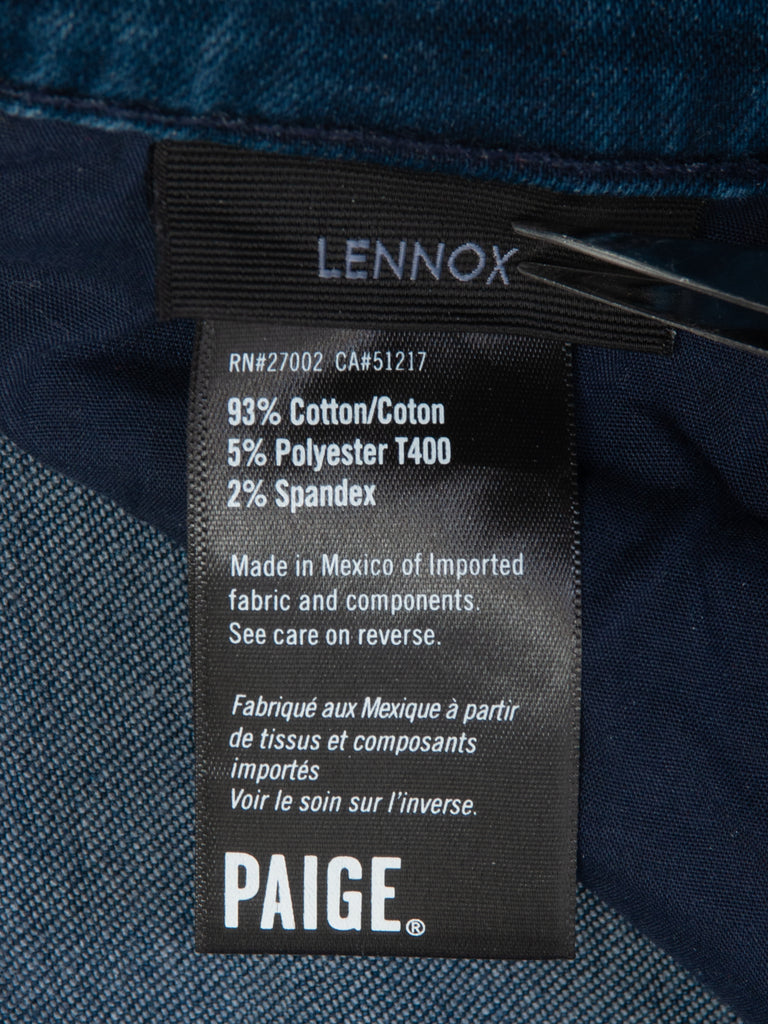 LENNOX
RN#27002 CA#51217
93% Cotton/Coton
5% Polyester T400
2% Spandex
Made in Mexico of Imported
fabric and components.
See care on reverse.
Fabriqué aux Mexique à partir
de tissus et composants
importés
Voir le soin sur l'inverse.
PAIGE®